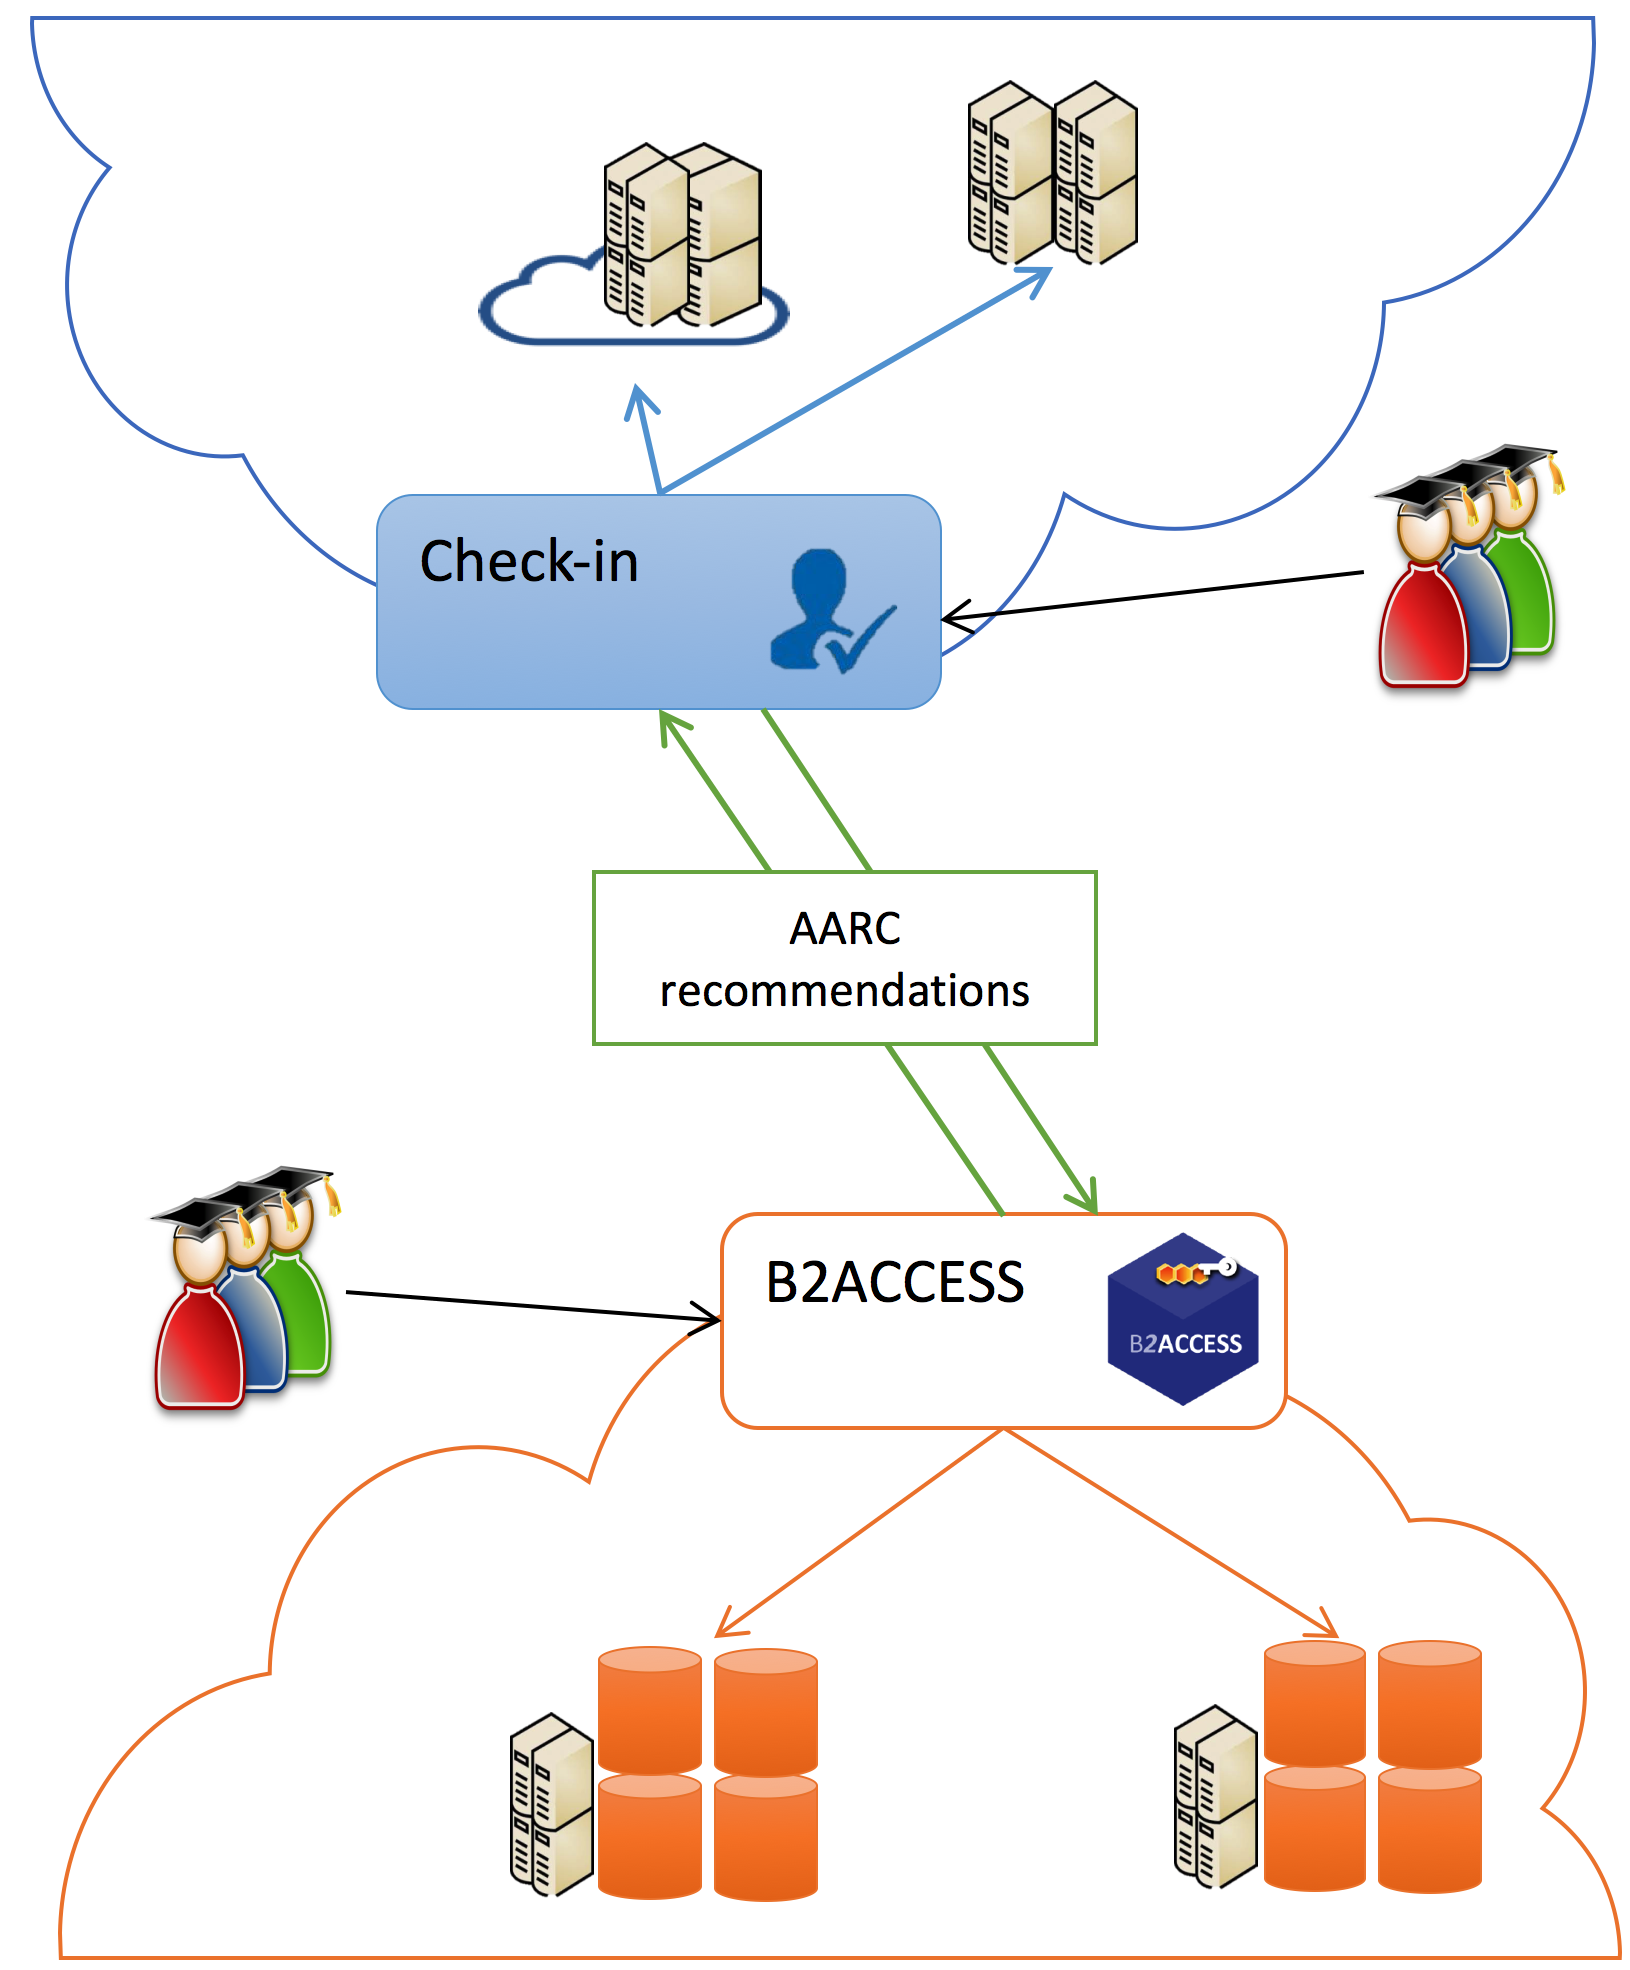 Check-in
AARC
recommendations
B2ACCESS
B2ACCESS